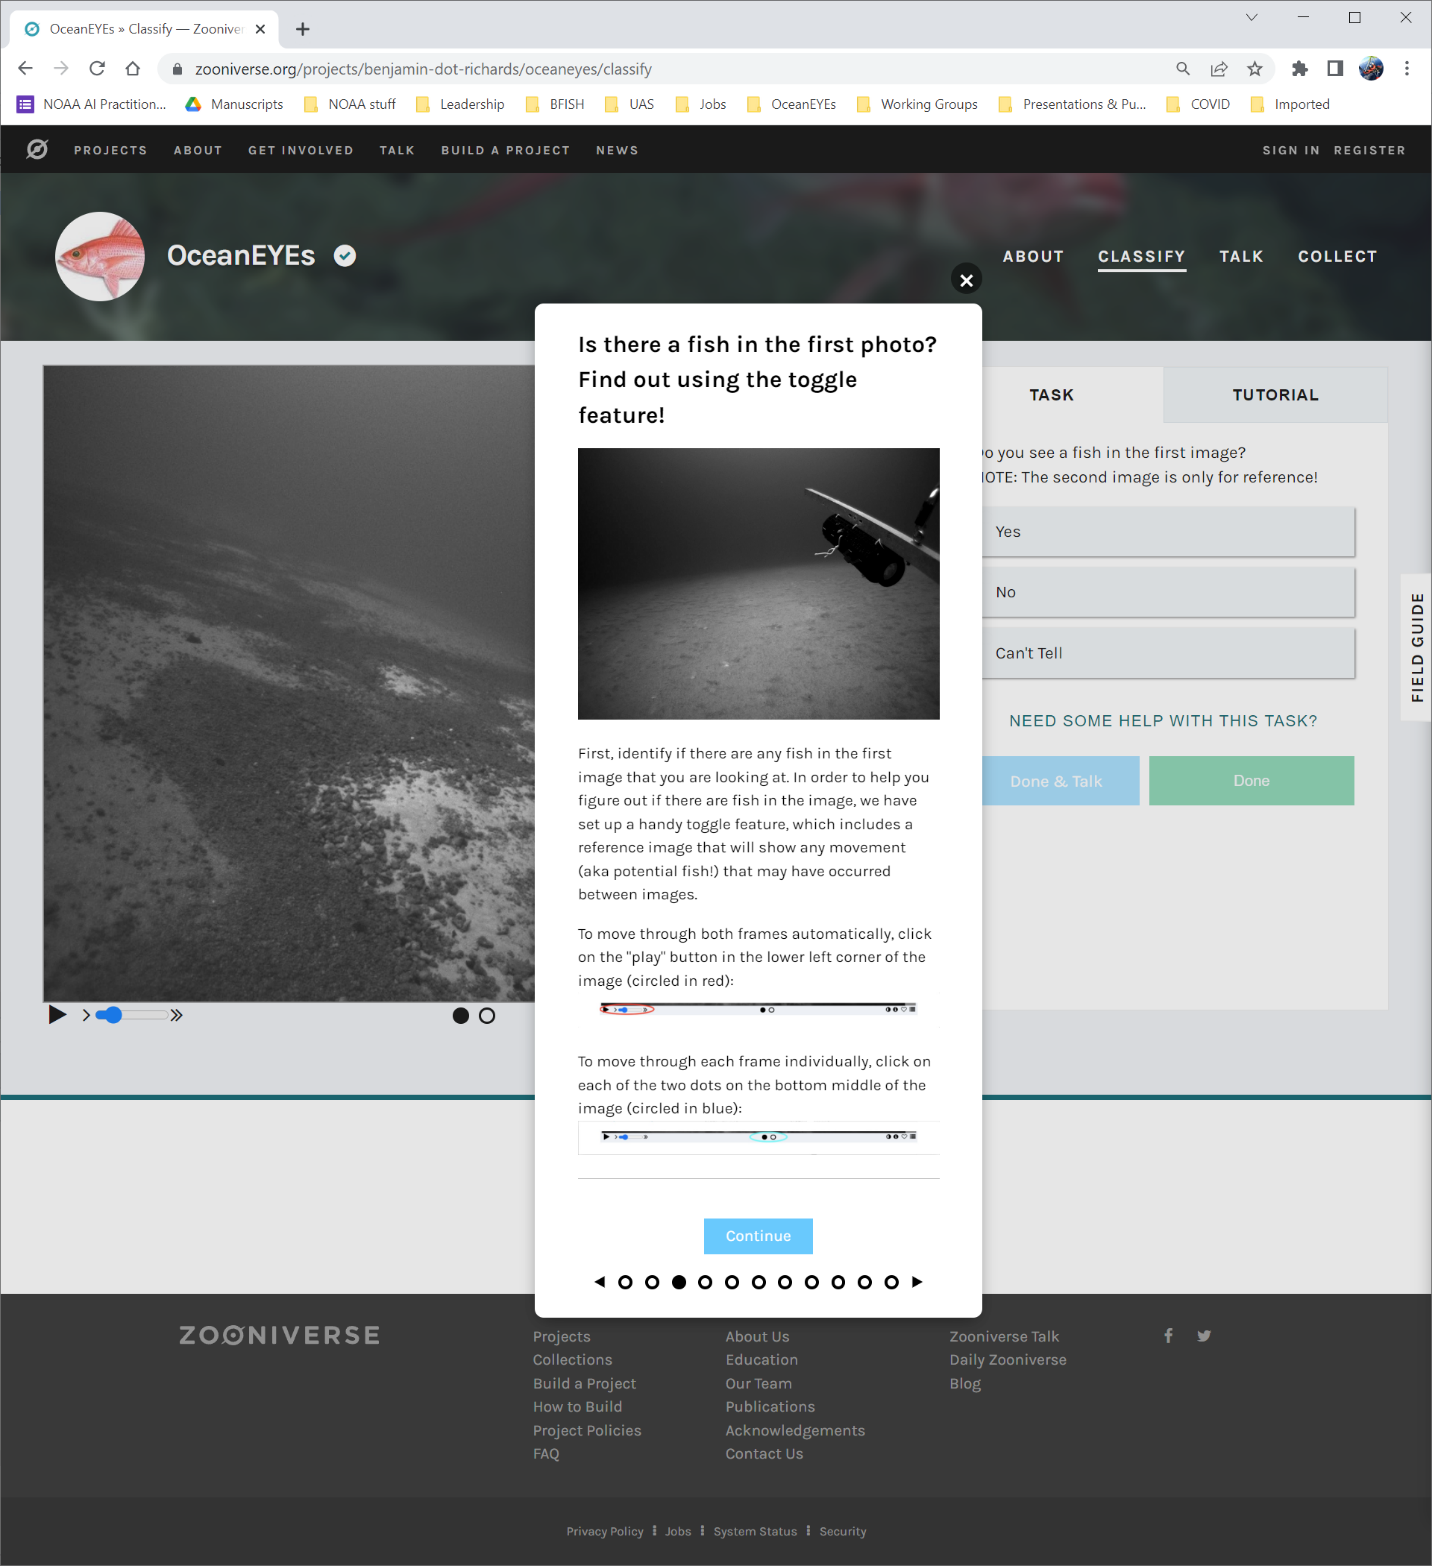 OceanEYEs » Classify — Zooniver
zooniverse.org/projects/benjamin-dot-richards/oceaneyes/classify
NOAA AI Practition... Manuscripts NOAA stuff Leadership BFISH UAS Jobs OceanEYEs Working Groups Presentations & Pu... COVID Imported
PROJECTS ABOUT GET INVOLVED TALK BUILD A PROJECT NEWS SIGN IN REGISTER
OceanEYEs
ABOUT CLASSIFY TALK COLLECT
Is there a fish in the first photo?
Find out using the toggle
feature!
First, identify if there are any fish in the first
image that you are looking at. In order to help you
figure out if there are fish in the image, we have
set up a handy toggle feature, which includes a
reference image that will show any movement
(aka potential fish!) that may have occurred
between images.
To move through both frames automatically, click
on the "play" button in the lower left corner of the
image (circled in red):
To move through each frame individually, click on
each of the two dots on the bottom middle of the
image (circled in blue):
Continue
TASK TUTORIAL
o you see a fish in the first image?
OTE: The second image is only for reference!
Yes
No
Can't Tell
NEED SOME HELP WITH THIS TASK?
Done & Talk Done
FIELD GUIDE
ZOONIVERSE
Projects
Collections
Build a Project
How to Build
Project Policies
FAQ
About Us
Education
Our Team
Publications
Acknowledgements
Contact Us
Zooniverse Talk
Daily Zooniverse
Blog
Privacy Policy Jobs System Status Security